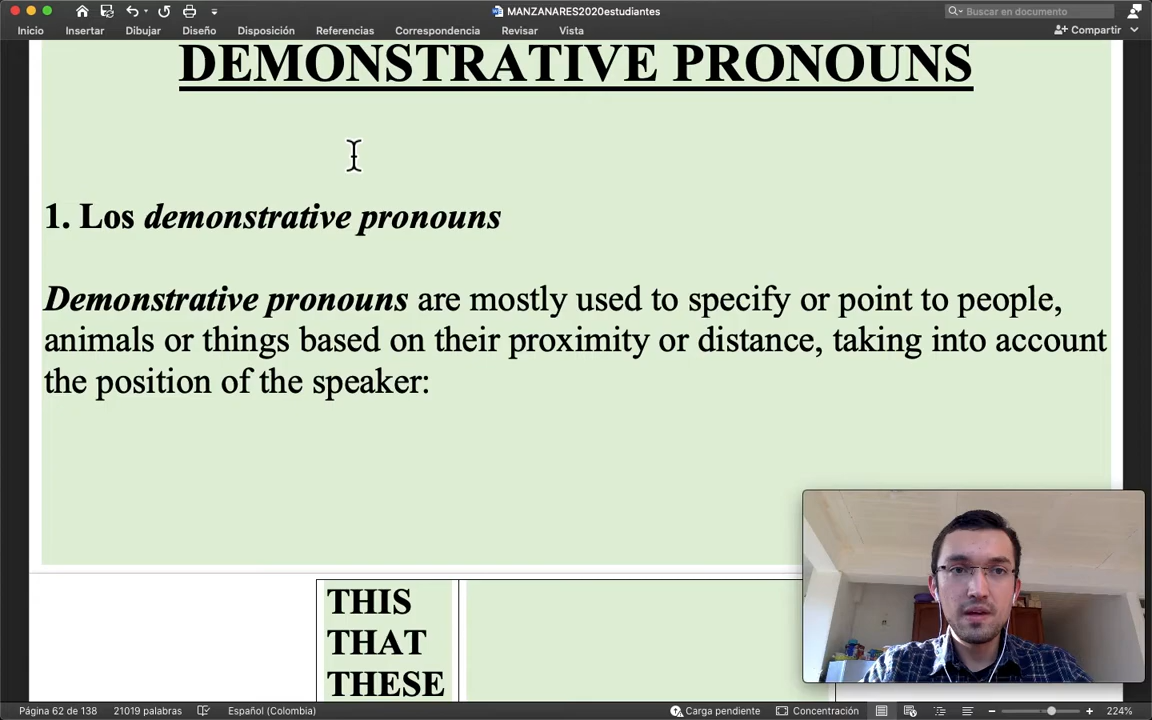 MANZANARES2020estudiantes
Buscar en documento
Inicio Insertar Dibujar Diseño Disposición Referencias Correspondencia Revisar Vista Compartir
DEMONSTRATIVE PRONOUNS
1. Los demonstrative pronouns
Demonstrative pronouns are mostly used to specify or point to people,
animals or things based on their proximity or distance, taking into account
the position of the speaker:
THIS
THAT
THESE
Página 62 de 138 21019 palabras Español (Colombia) Carga pendiente Concentración 224%